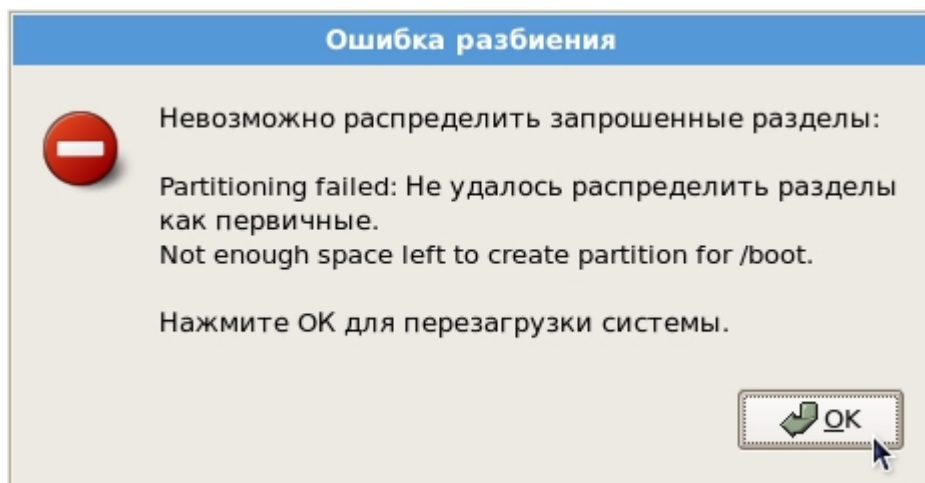 Ошибка разбиения
Невозможно распределить запрошенные разделы:
Partitioning failed: Не удалось распределить разделы
как первичные.
Not enough space left to create partition for /boot.
Нажмите OK для перезагрузки системы.
OK